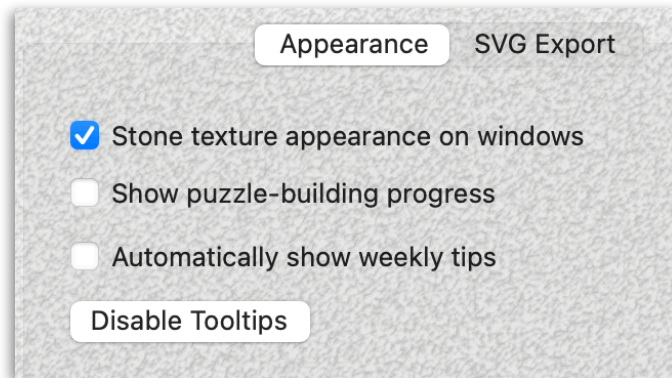 Appearance SVG Export
Stone texture appearance on windows
Show puzzle-building progress
Automatically show weekly tips
Disable Tooltips